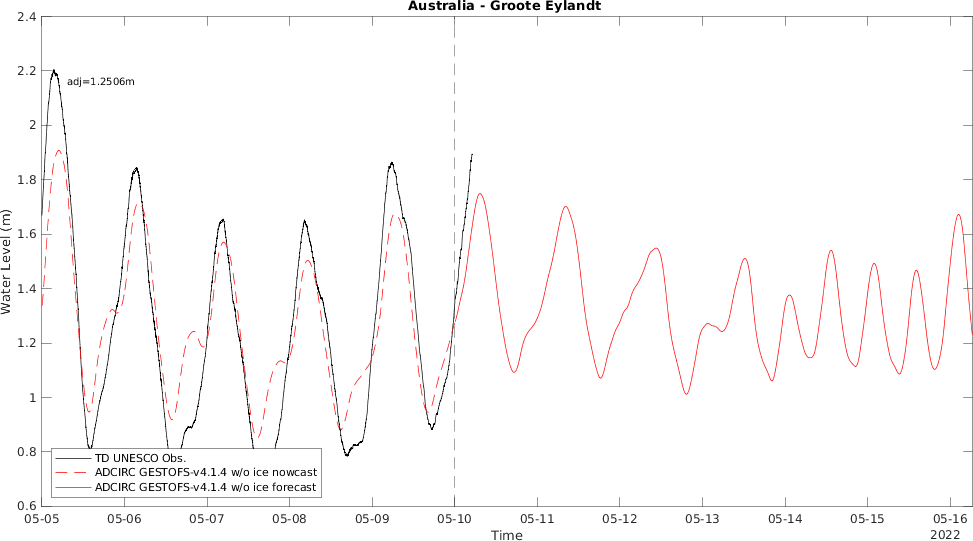 Australia - Groote Eylandt
2.4
2.2
adj=1.2506m
2
1.8
1.6
Water Level (m)
1.4
1.2
1
0.8
TD UNESCO Obs.
ADCIRC GESTOFS-v4.1.4 w/o ice nowcast
ADCIRC GESTOFS-v4.1.4 w/o ice forecast
0.6
05-05 05-06 05-07 05-08 05-09 05-10 05-11 05-12 05-13 05-14 05-15 05-16
Time 2022